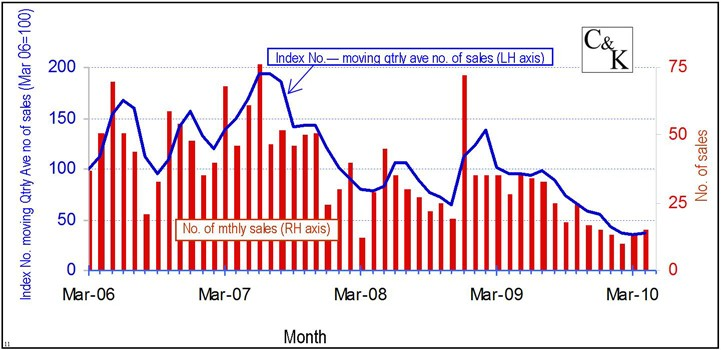 Index No.— moving qtrly ave no. of sales (LH axis)
C&K
Index No. moving Qtrly Ave no of sales (Mar 06=100)
200
150
100
50
0
75
50
25
0
No. of sales
No. of mthly sales (RH axis)
Mar-06
Mar-07
Mar-08
Mar-09
Mar-10
Month
11